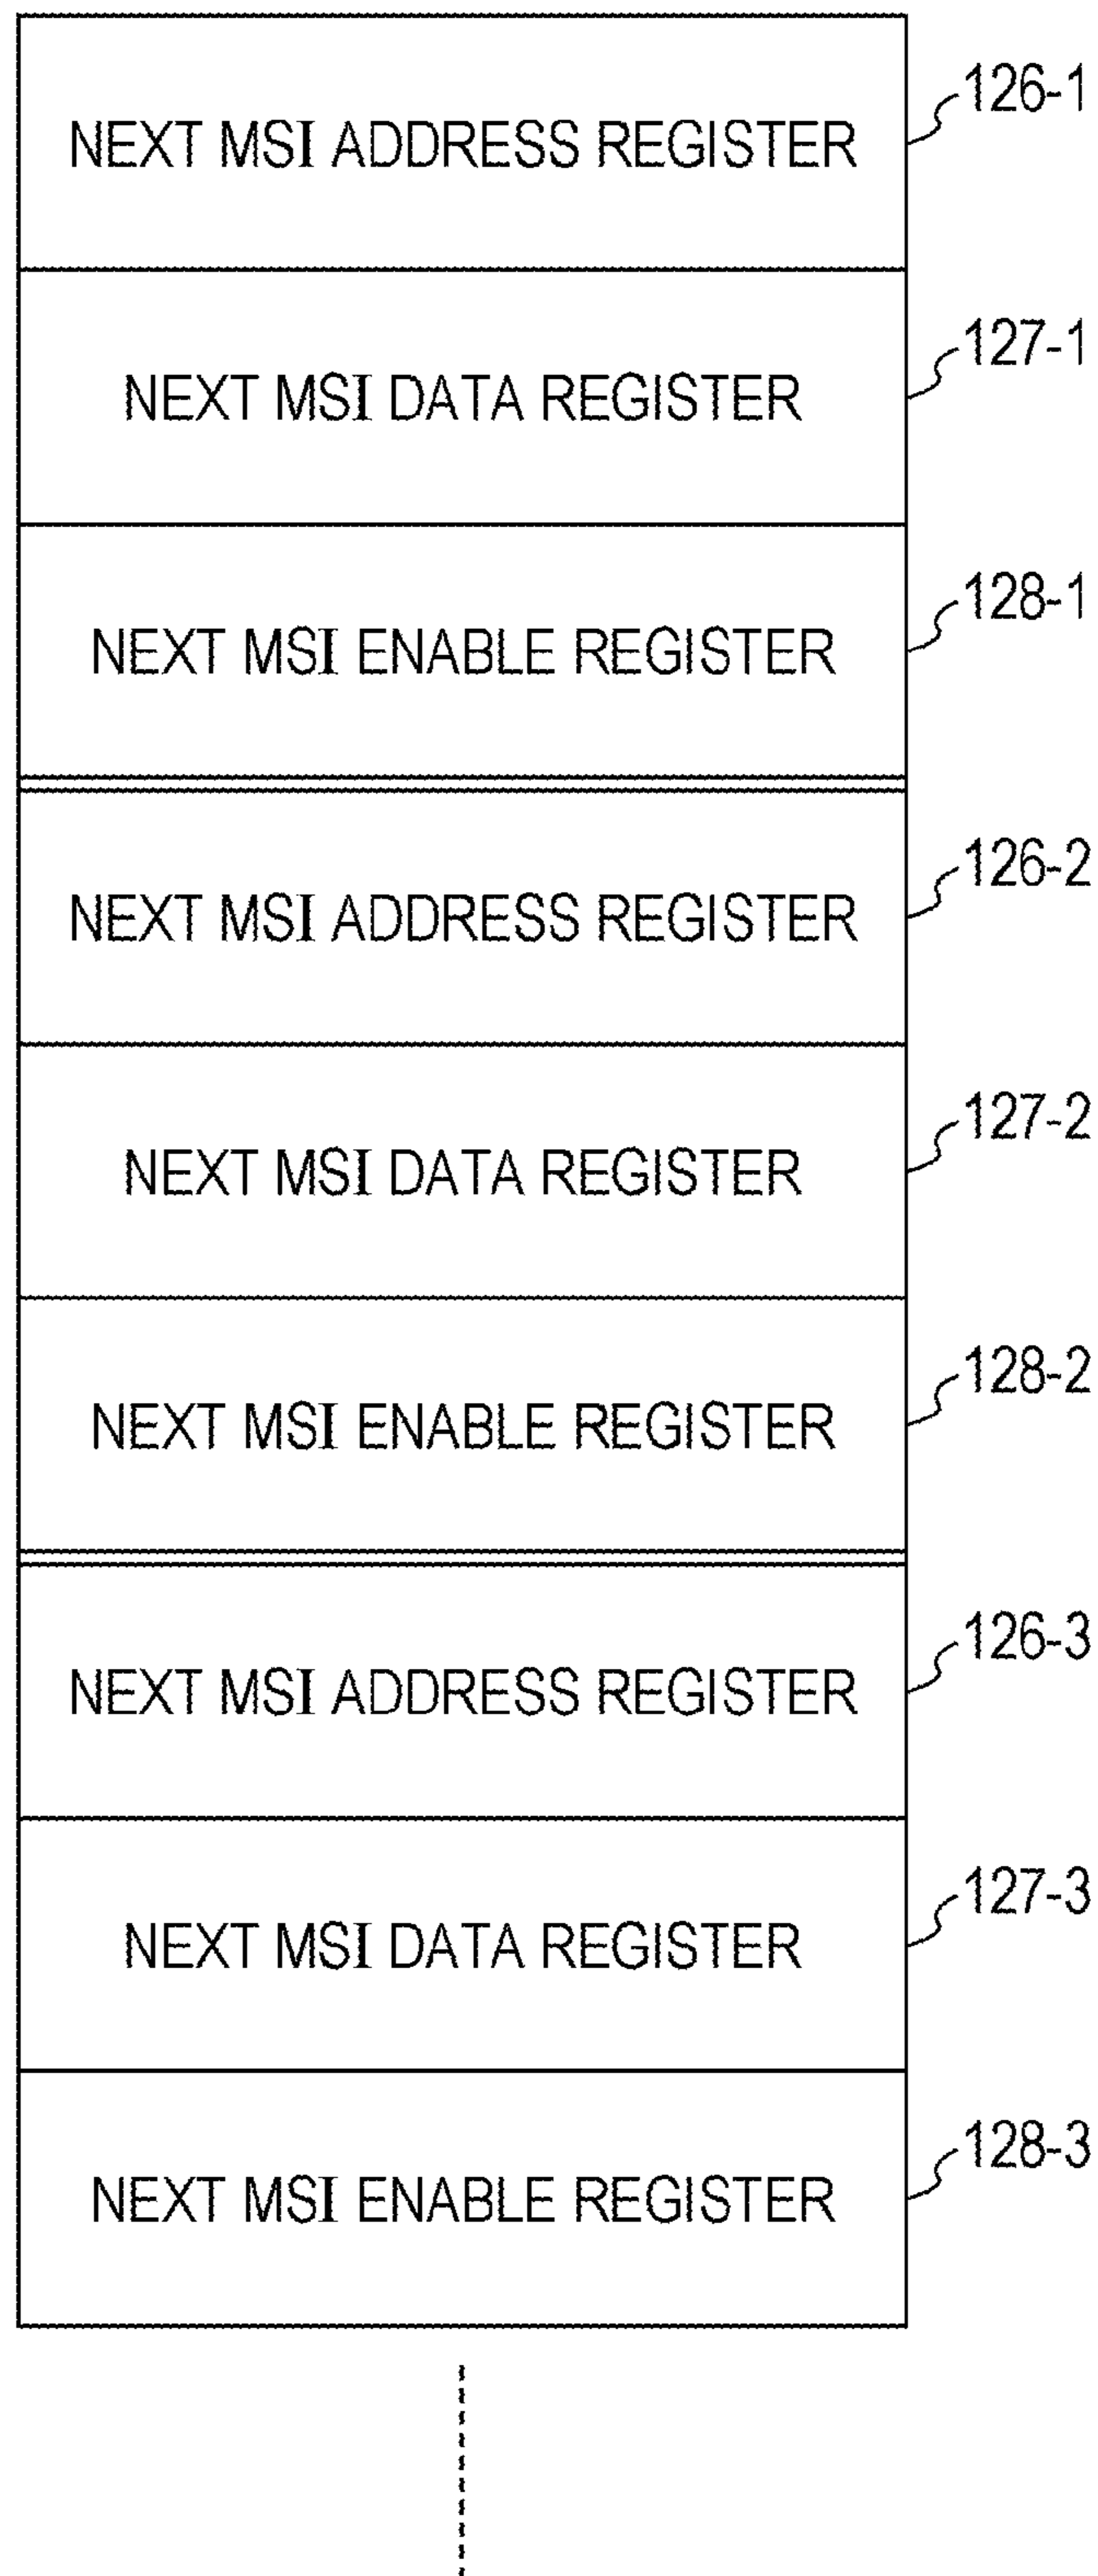 NEXT MSI ADDRESS REGISTER 126-1
NEXT MSI DATA REGISTER 127-1
NEXT MSI ENABLE REGISTER 128-1
NEXT MSI ADDRESS REGISTER 126-2
NEXT MSI DATA REGISTER 127-2
NEXT MSI ENABLE REGISTER 128-2
NEXT MSI ADDRESS REGISTER 126-3
NEXT MSI DATA REGISTER 127-3
NEXT MSI ENABLE REGISTER 128-3